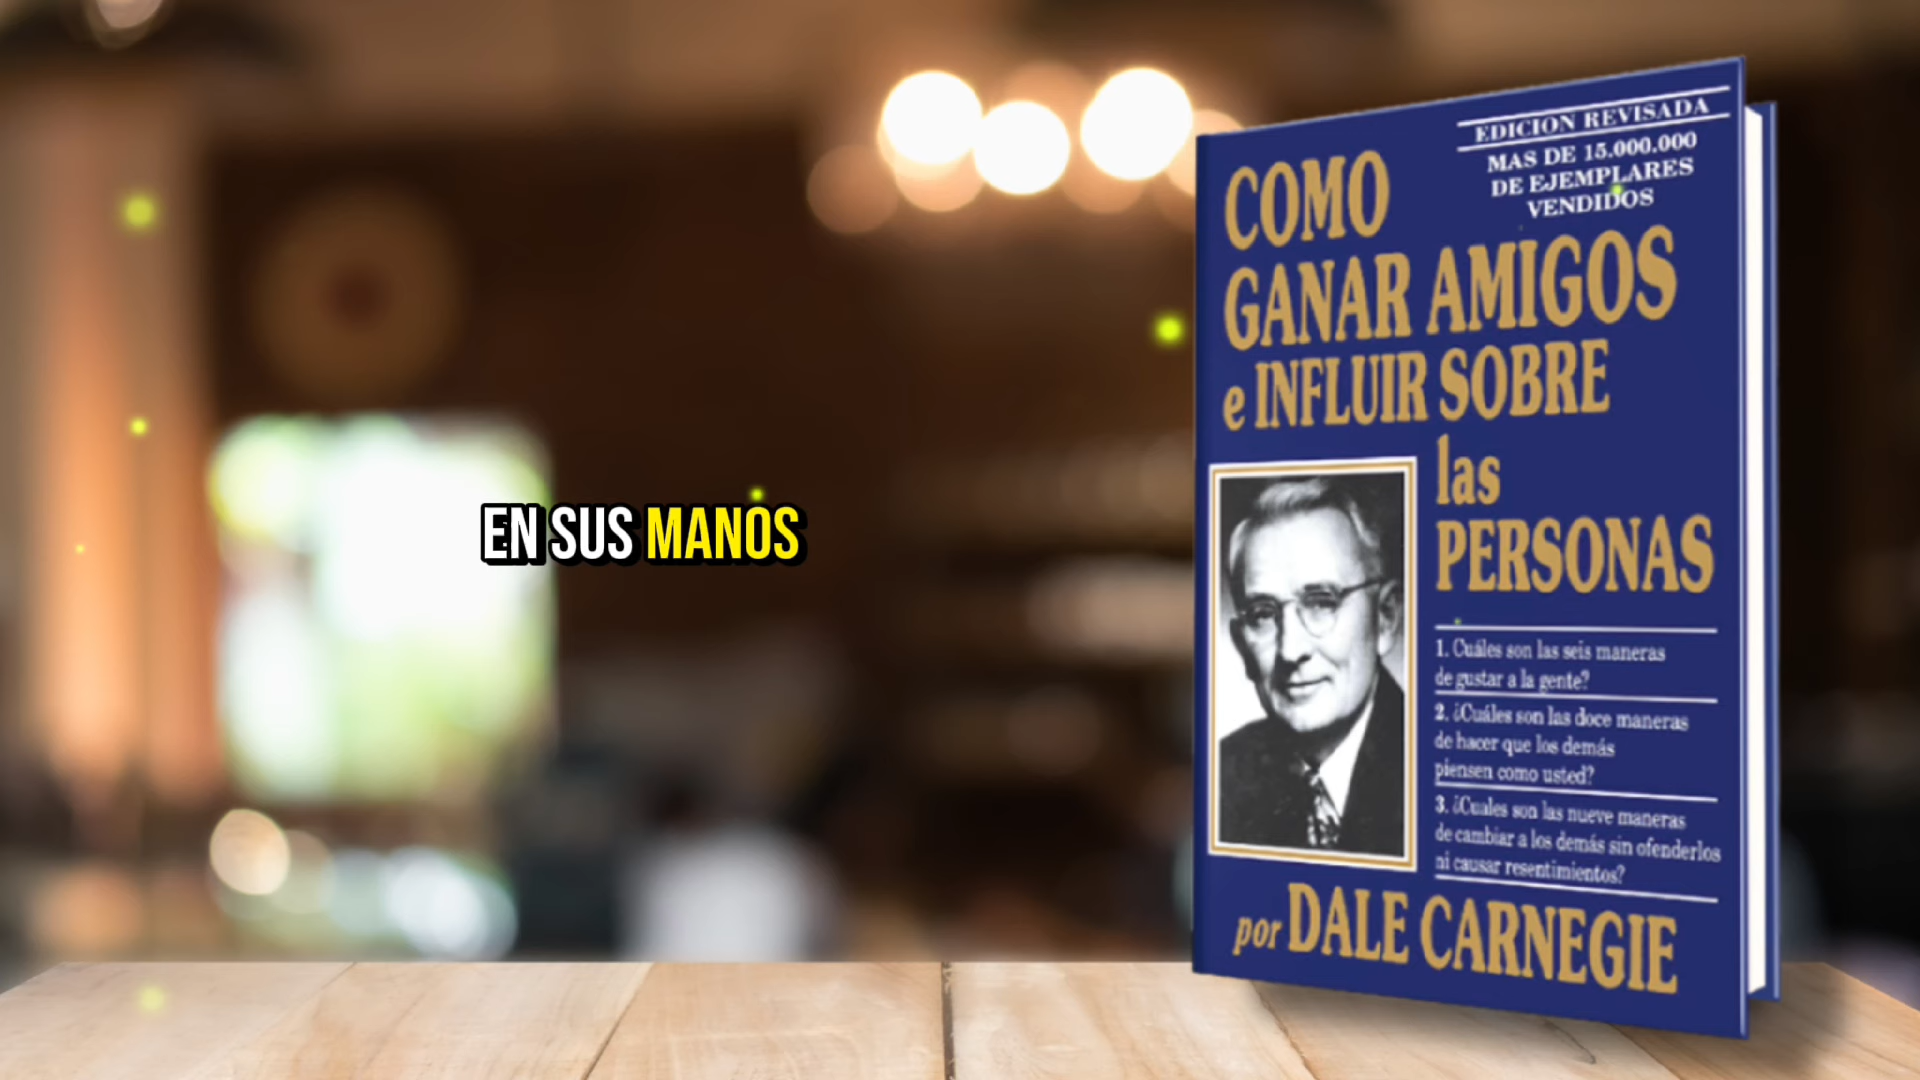 EN SUS MANOS
EDICION REVISADA
MAS DE 15.000.000
DE EJEMPLARES
VENDIDOS
COMO
GANAR AMIGOS
e INFLUIR SOBRE
las
PERSONAS
1. Cuáles son las seis maneras
de gustar a la gente?
2. ¿Cuáles son las doce maneras
de hacer que los demás
piensen como usted?
3. ¿Cuales son las nueve maneras
de cambiar a los demás sin ofenderlos
ni causar resentimientos?
por DALE CARNEGIE